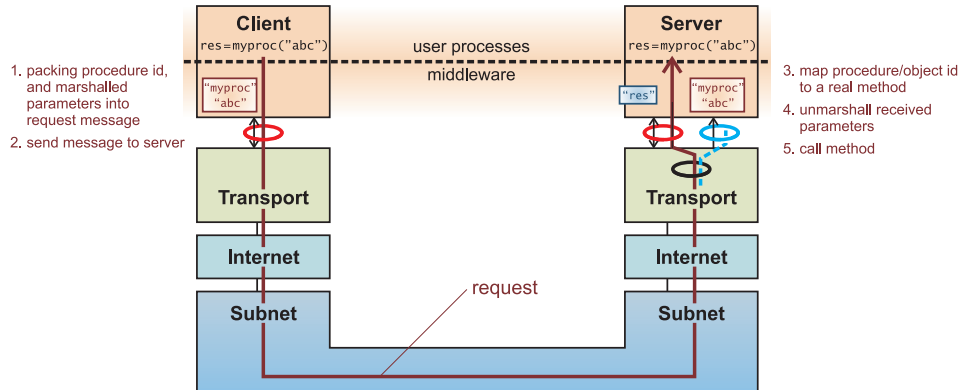 Client
res=myproc("abc")
user processes
middleware
Server
res=myproc("abc")
1. packing procedure id,
and marshalled
parameters into
request message
2. send message to server
"myproc"
"abc"
"res"
"myproc"
"abc"
3. map procedure/object id
to a real method
4. unmarshall received
parameters
5. call method
Transport
Transport
Internet
Internet
request
Subnet
Subnet